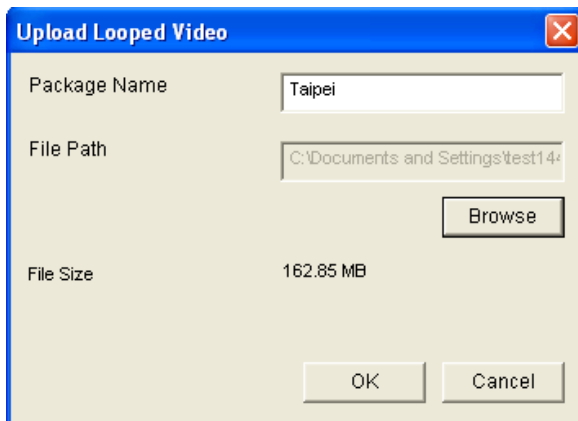 Upload Looped Video
Package Name
Taipei
File Path
C:\Documents and Settings\test144
Browse
File Size
162.85 MB
OK
Cancel